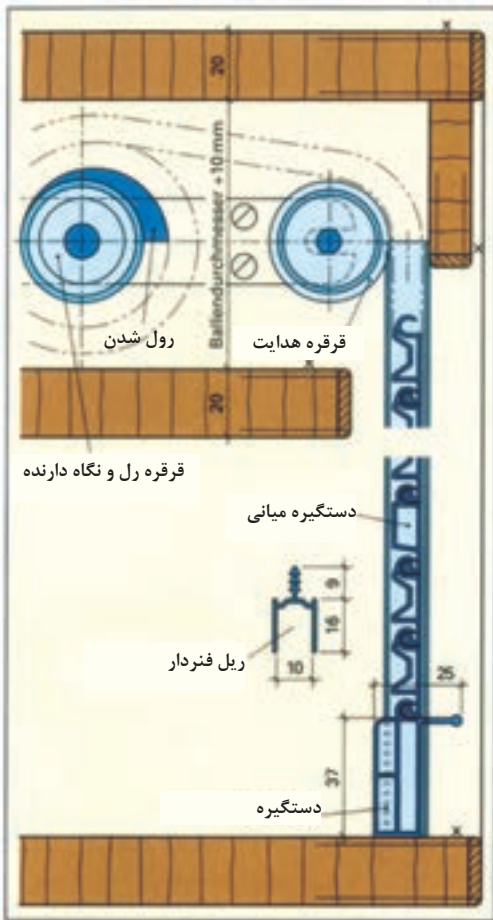 20
Ballendurchmesser +10 mm
رول شدن
قرقره هدایت
20
قرقره رل و نگاه دارنده
دستگیره میانی
9
16
ریل فنردار
10
25
37
دستگیره